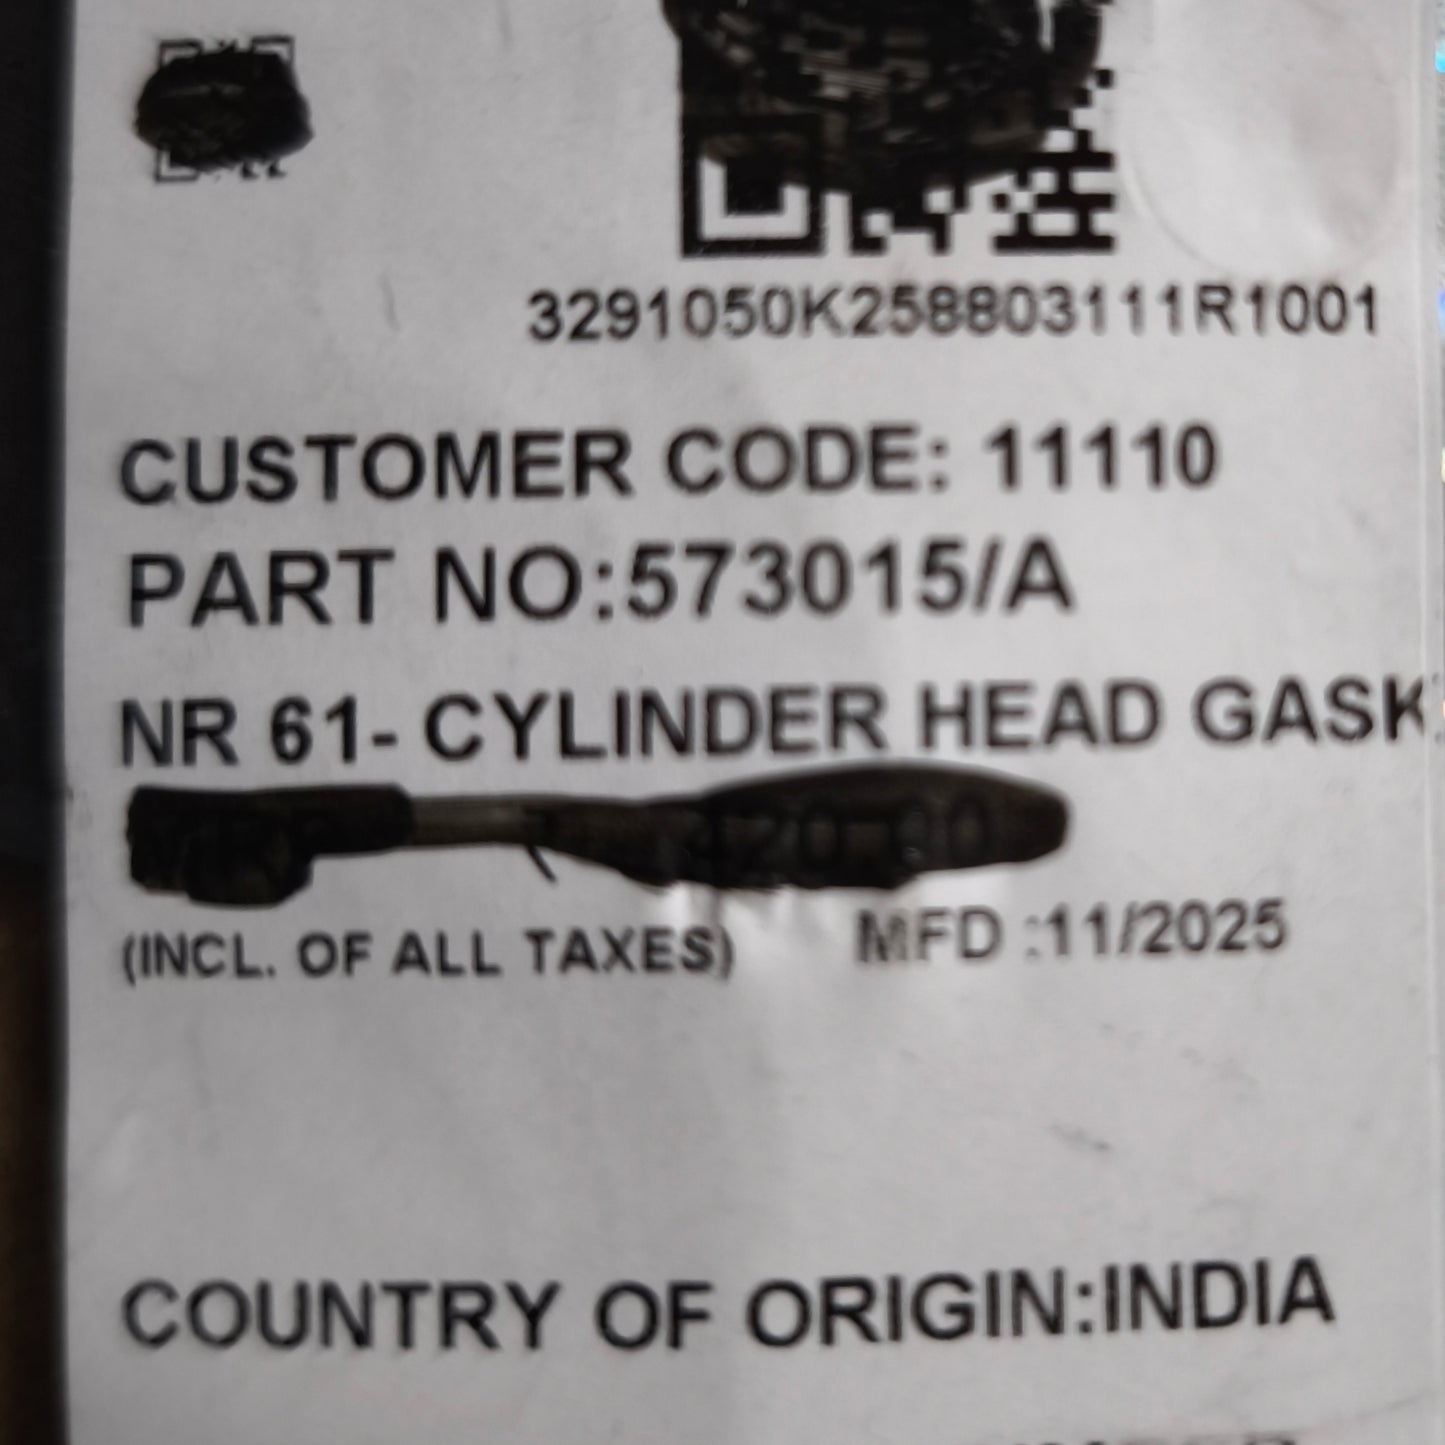 3291050K258803111R1001
CUSTOMER CODE: 11110
PART NO:573015/A
NR 61- CYLINDER HEAD GASK
(INCL. OF ALL TAXES) MFD :11/2025
COUNTRY OF ORIGIN:INDIA